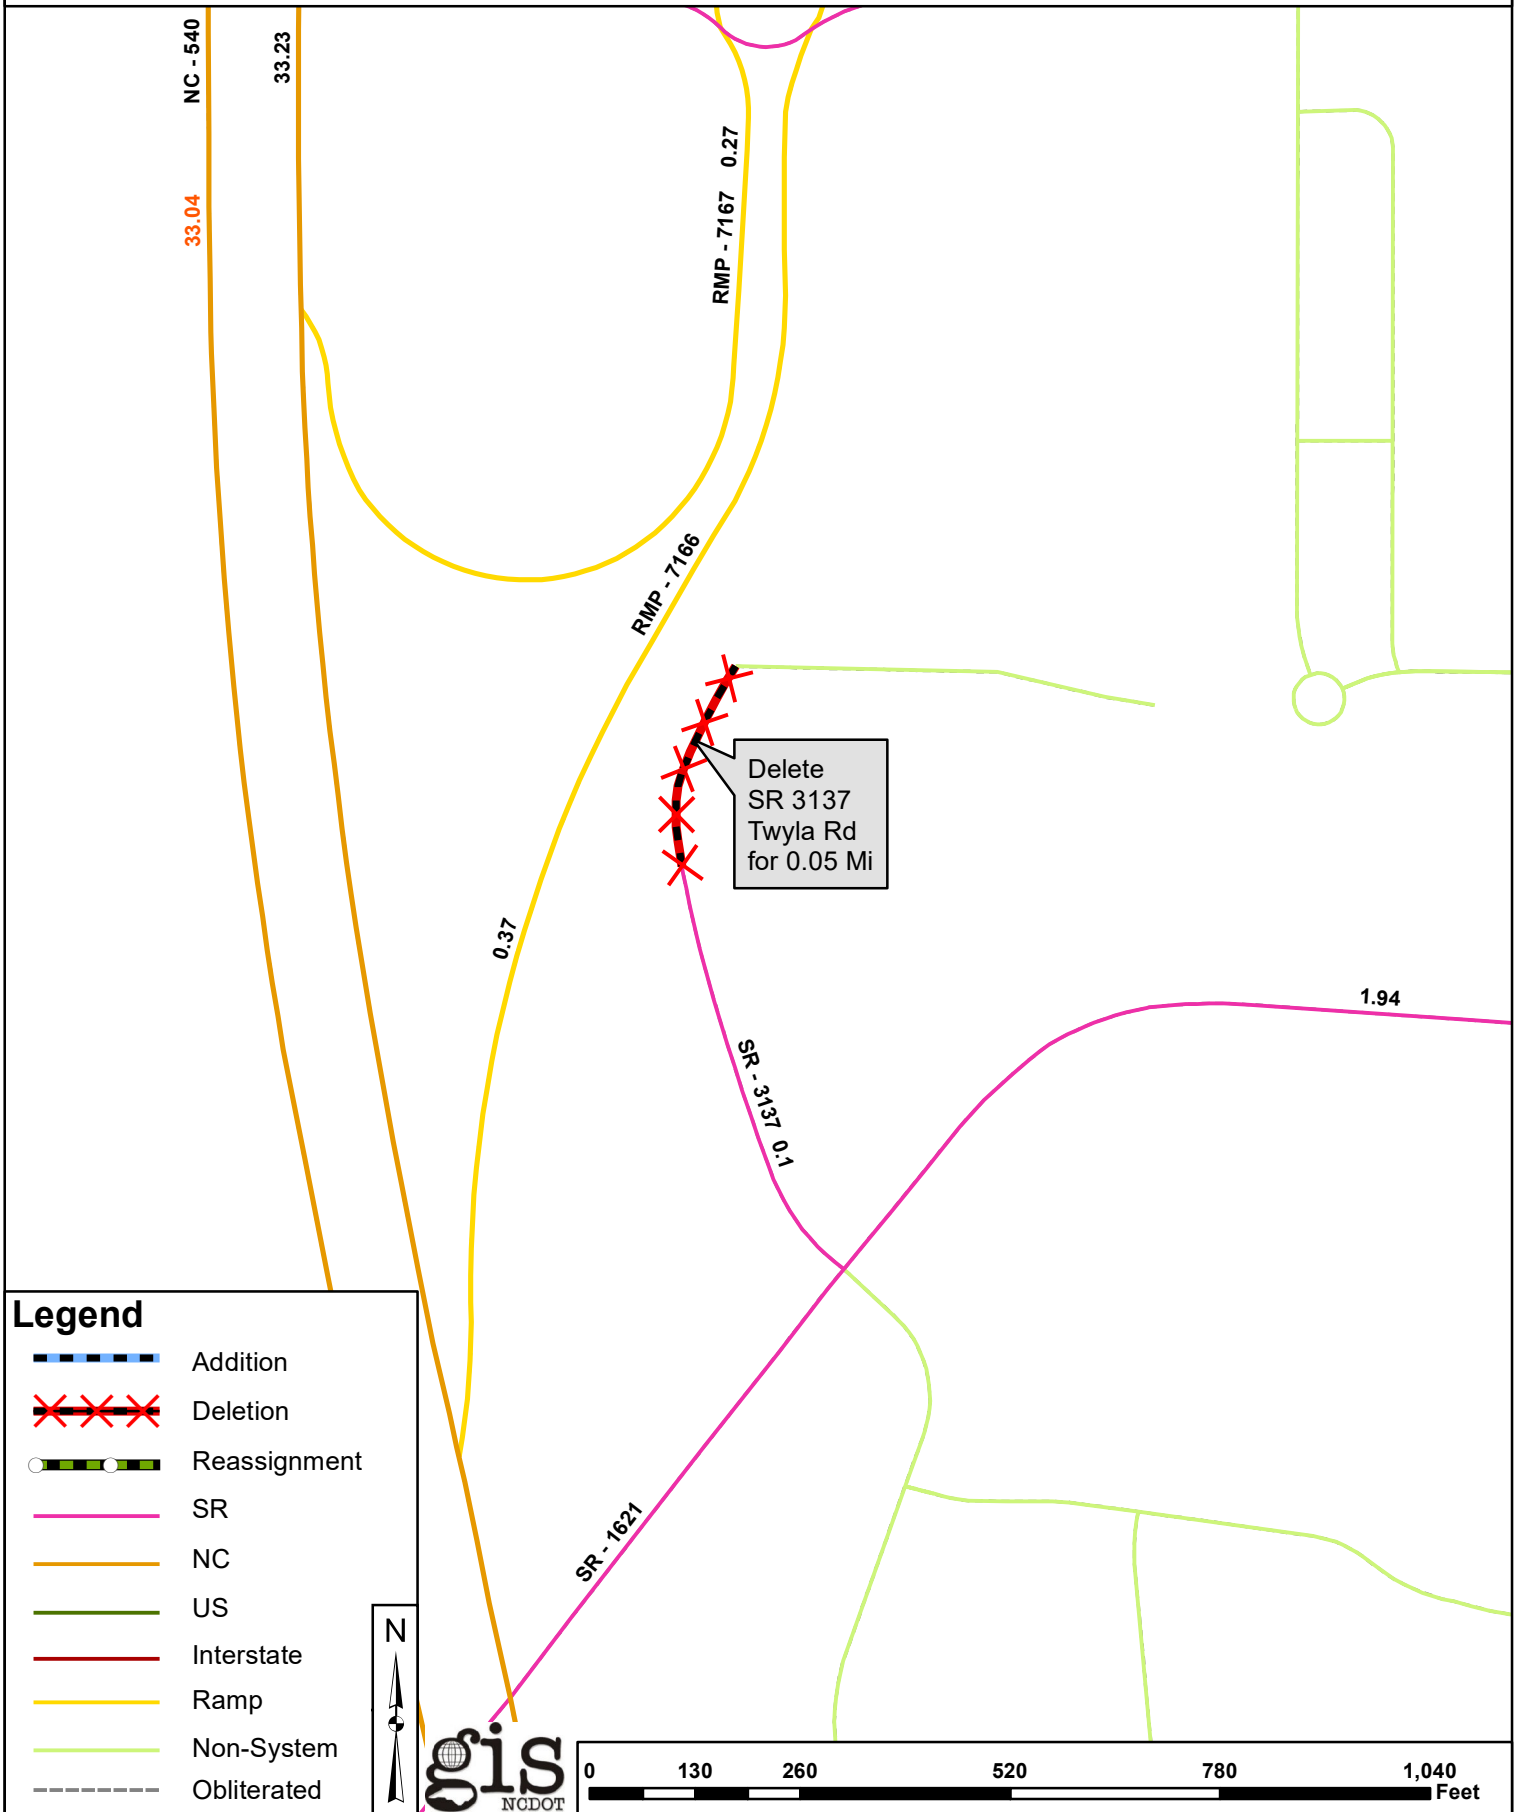 NC - 540
33.23
33.04
RMP - 7167 0.27
RMP - 7166
Delete
SR 3137
Twyla Rd
for 0.05 Mi
0.37
1.94
SR - 3137 0.1
SR - 1621
Legend
Addition
Deletion
Reassignment
SR
NC
US
Interstate
Ramp
Non-System
Obliterated
N
gis
NCDOT
0 130 260 520 780 1,040
Feet